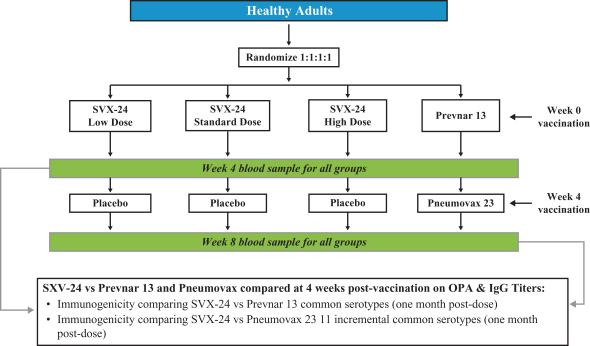 Healthy Adults
Randomize 1:1:1:1
SVX-24
Low Dose
SVX-24
Standard Dose
SVX-24
High Dose
Prevnar 13
Week 0
vaccination
Week 4 blood sample for all groups
Placebo
Placebo
Placebo
Pneumovax 23
Week 4
vaccination
Week 8 blood sample for all groups
SXV-24 vs Prevnar 13 and Pneumovax compared at 4 weeks post-vaccination on OPA & IgG Titers:
• Immunogenicity comparing SVX-24 vs Prevnar 13 common serotypes (one month post-dose)
• Immunogenicity comparing SVX-24 vs Pneumovax 23 11 incremental common serotypes (one month
post-dose)